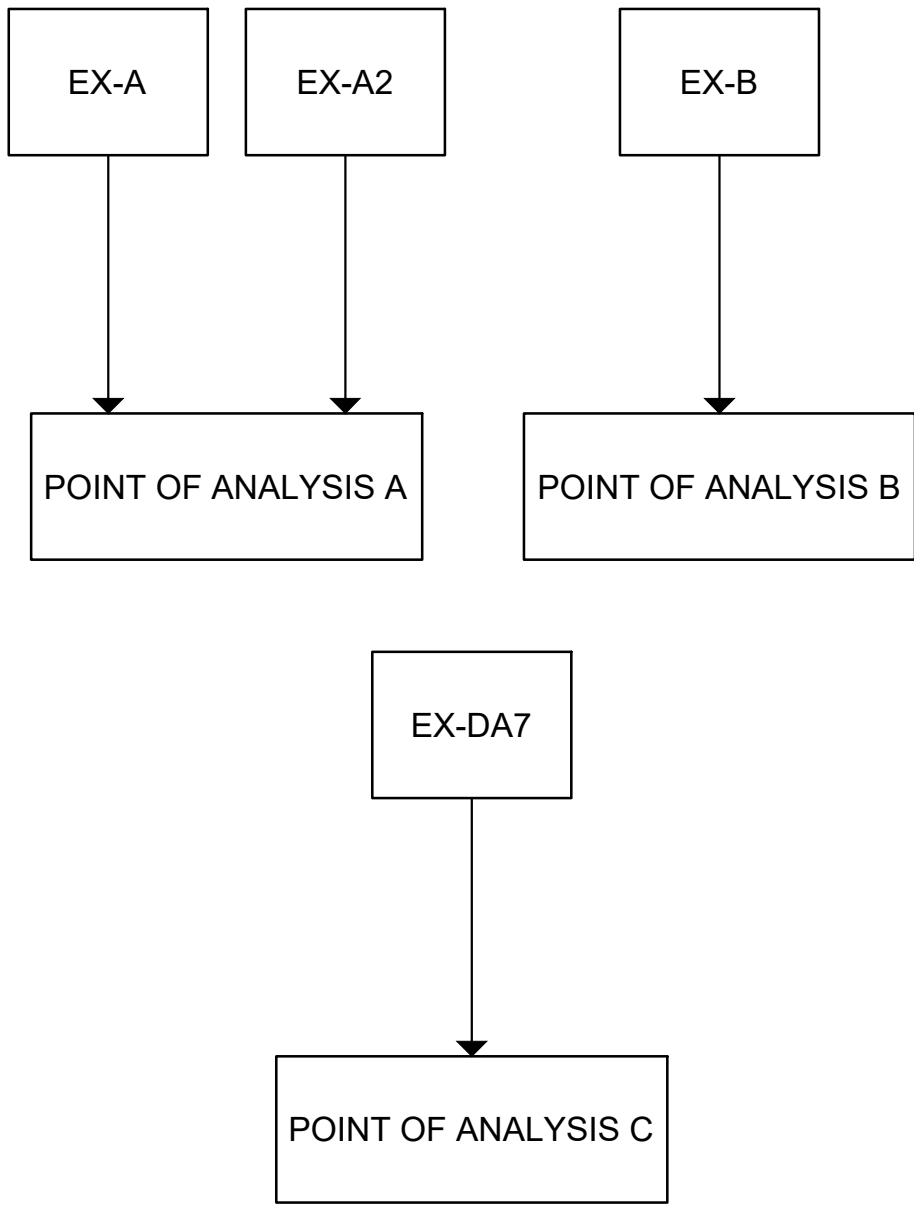 EX-A
EX-A2
EX-B
POINT OF ANALYSIS A
POINT OF ANALYSIS B
EX-DA7
POINT OF ANALYSIS C